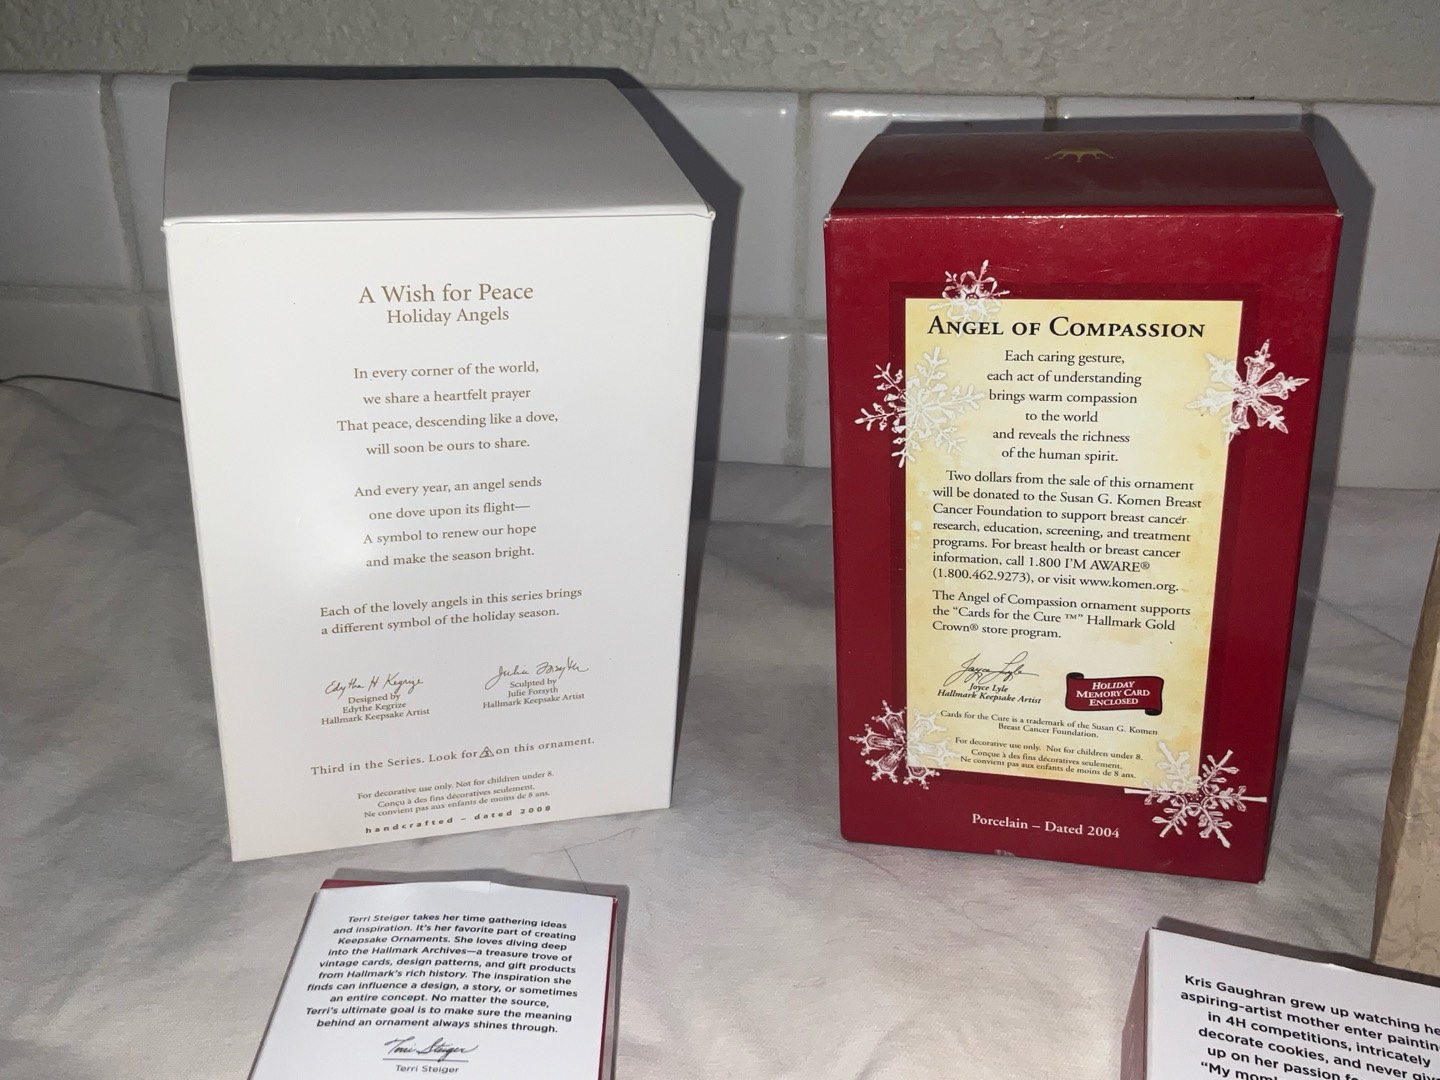 A Wish for Peace
Holiday Angels
In every corner of the world,
we share a heartfelt prayer
That peace, descending like a dove,
will soon be ours to share.
And every year, an angel sends
one dove upon its flight—
A symbol to renew our hope
and make the season bright.
Each of the lovely angels in this series brings
a different symbol of the holiday season.
Edythe H Kegrize
Designed by
Edythe Kegrize
Hallmark Keepsake Artist
Julie Forsyth
Sculpted by
Julie Forsyth
Hallmark Keepsake Artist
Third in the Series. Look for 3 on this ornament.
For decorative use only. Not for children under 8.
Conçu à des fins décoratives seulement.
Ne convient pas aux enfants de moins de 8 ans.
handcrafted – dated 2008
ANGEL OF COMPASSION
Each caring gesture,
each act of understanding
brings warm compassion
to the world
and reveals the richness
of the human spirit.
Two dollars from the sale of this ornament
will be donated to the Susan G. Komen Breast
Cancer Foundation to support breast cancer
research, education, screening, and treatment
programs. For breast health or breast cancer
information, call 1.800 I'M AWARE®
(1.800.462.9273), or visit www.komen.org.
The Angel of Compassion ornament supports
the “Cards for the Cure ™” Hallmark Gold
Crown® store program.
Joyce Lyle
Joyce Lyle
Hallmark Keepsake Artist
HOLIDAY
MEMORY CARD
ENCLOSED
Cards for the Cure is a trademark of the Susan G. Komen
Breast Cancer Foundation.
For decorative use only. Not for children under 8.
Conçue à des fins décoratives seulement.
Ne convient pas aux enfants de moins de 8 ans.
Porcelain – Dated 2004
Terri Steiger takes her time gathering ideas
and inspiration. It's her favorite part of creating
Keepsake Ornaments. She loves diving deep
into the Hallmark Archives—a treasure trove of
vintage cards, design patterns, and gift products
from Hallmark's rich history. The inspiration she
finds can influence a design, a story, or sometimes
an entire concept. No matter the source,
Terri's ultimate goal is to make sure the meaning
behind an ornament always shines through.
Terri Steiger
Terri Steiger
Kris Gaughran grew up watching he
aspiring-artist mother enter paintin
in 4H competitions, intricately
decorate cookies, and never giv
up on her passion f
“My mom